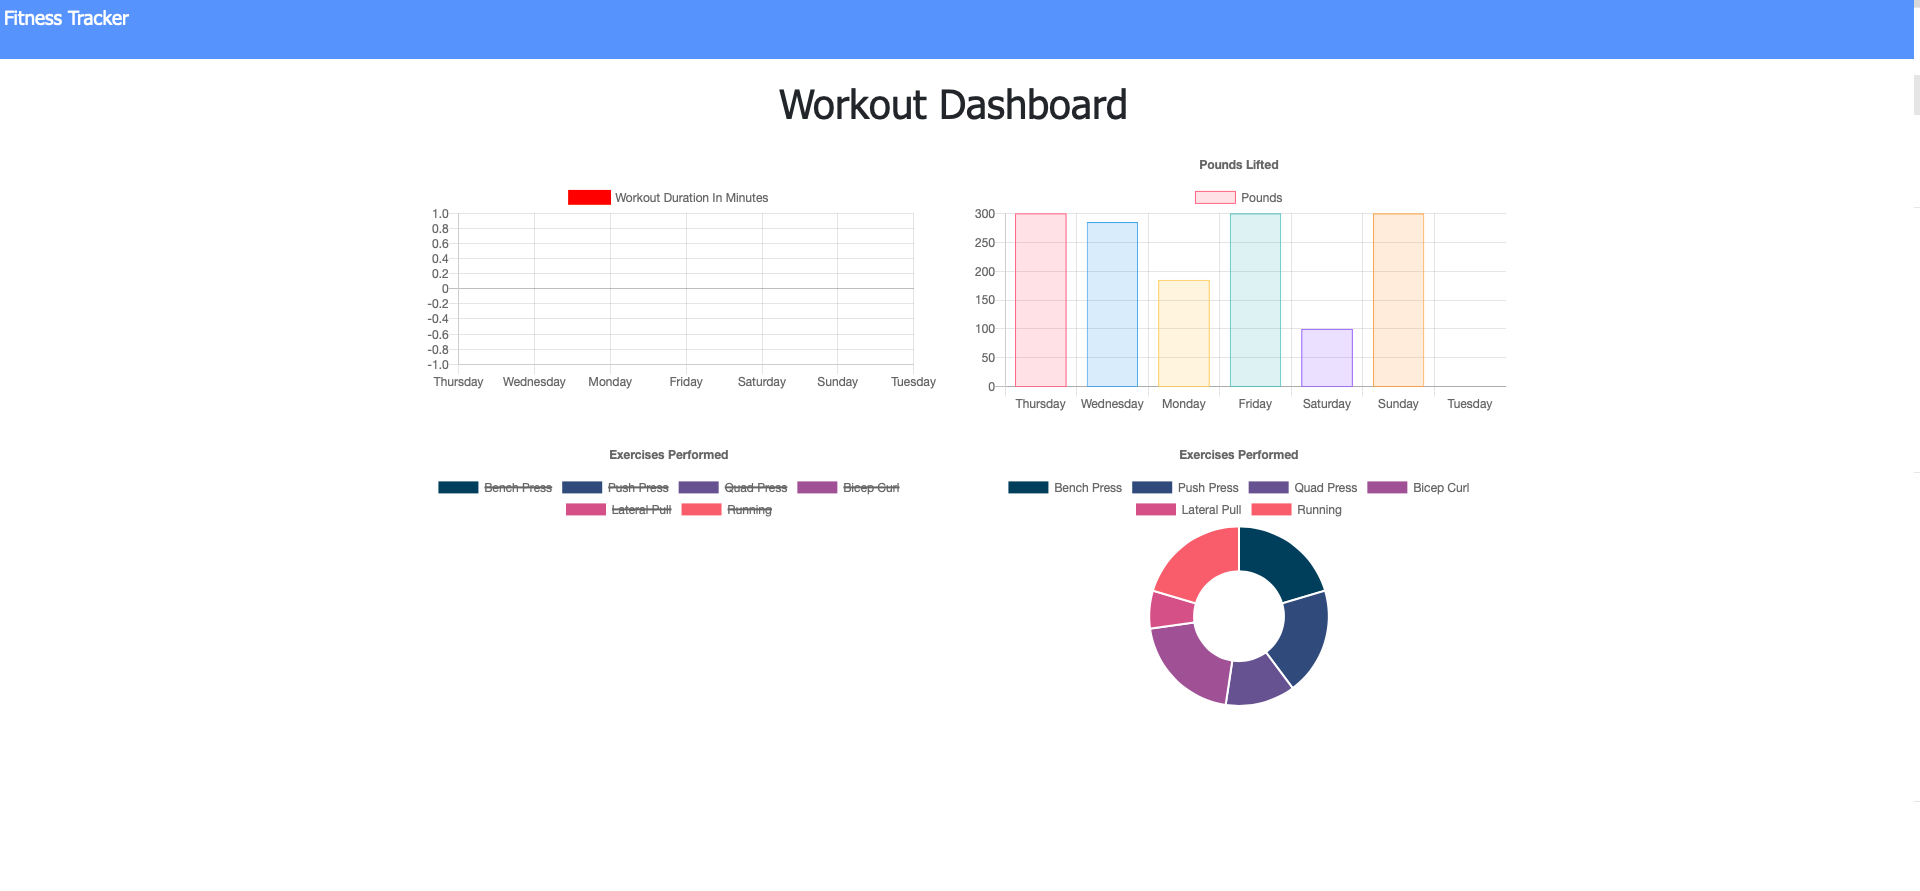 Fitness Tracker
Workout Dashboard
Workout Duration In Minutes
1.0
0.8
0.6
0.4
0.2
0
-0.2
-0.4
-0.6
-0.8
-1.0
Thursday Wednesday Monday Friday Saturday Sunday Tuesday
Pounds Lifted
Pounds
300
250
200
150
100
50
0
Thursday Wednesday Monday Friday Saturday Sunday Tuesday
Exercises Performed
Bench Press Push Press Quad Press Bicep Curl
Lateral Pull Running
Exercises Performed
Bench Press Push Press Quad Press Bicep Curl
Lateral Pull Running